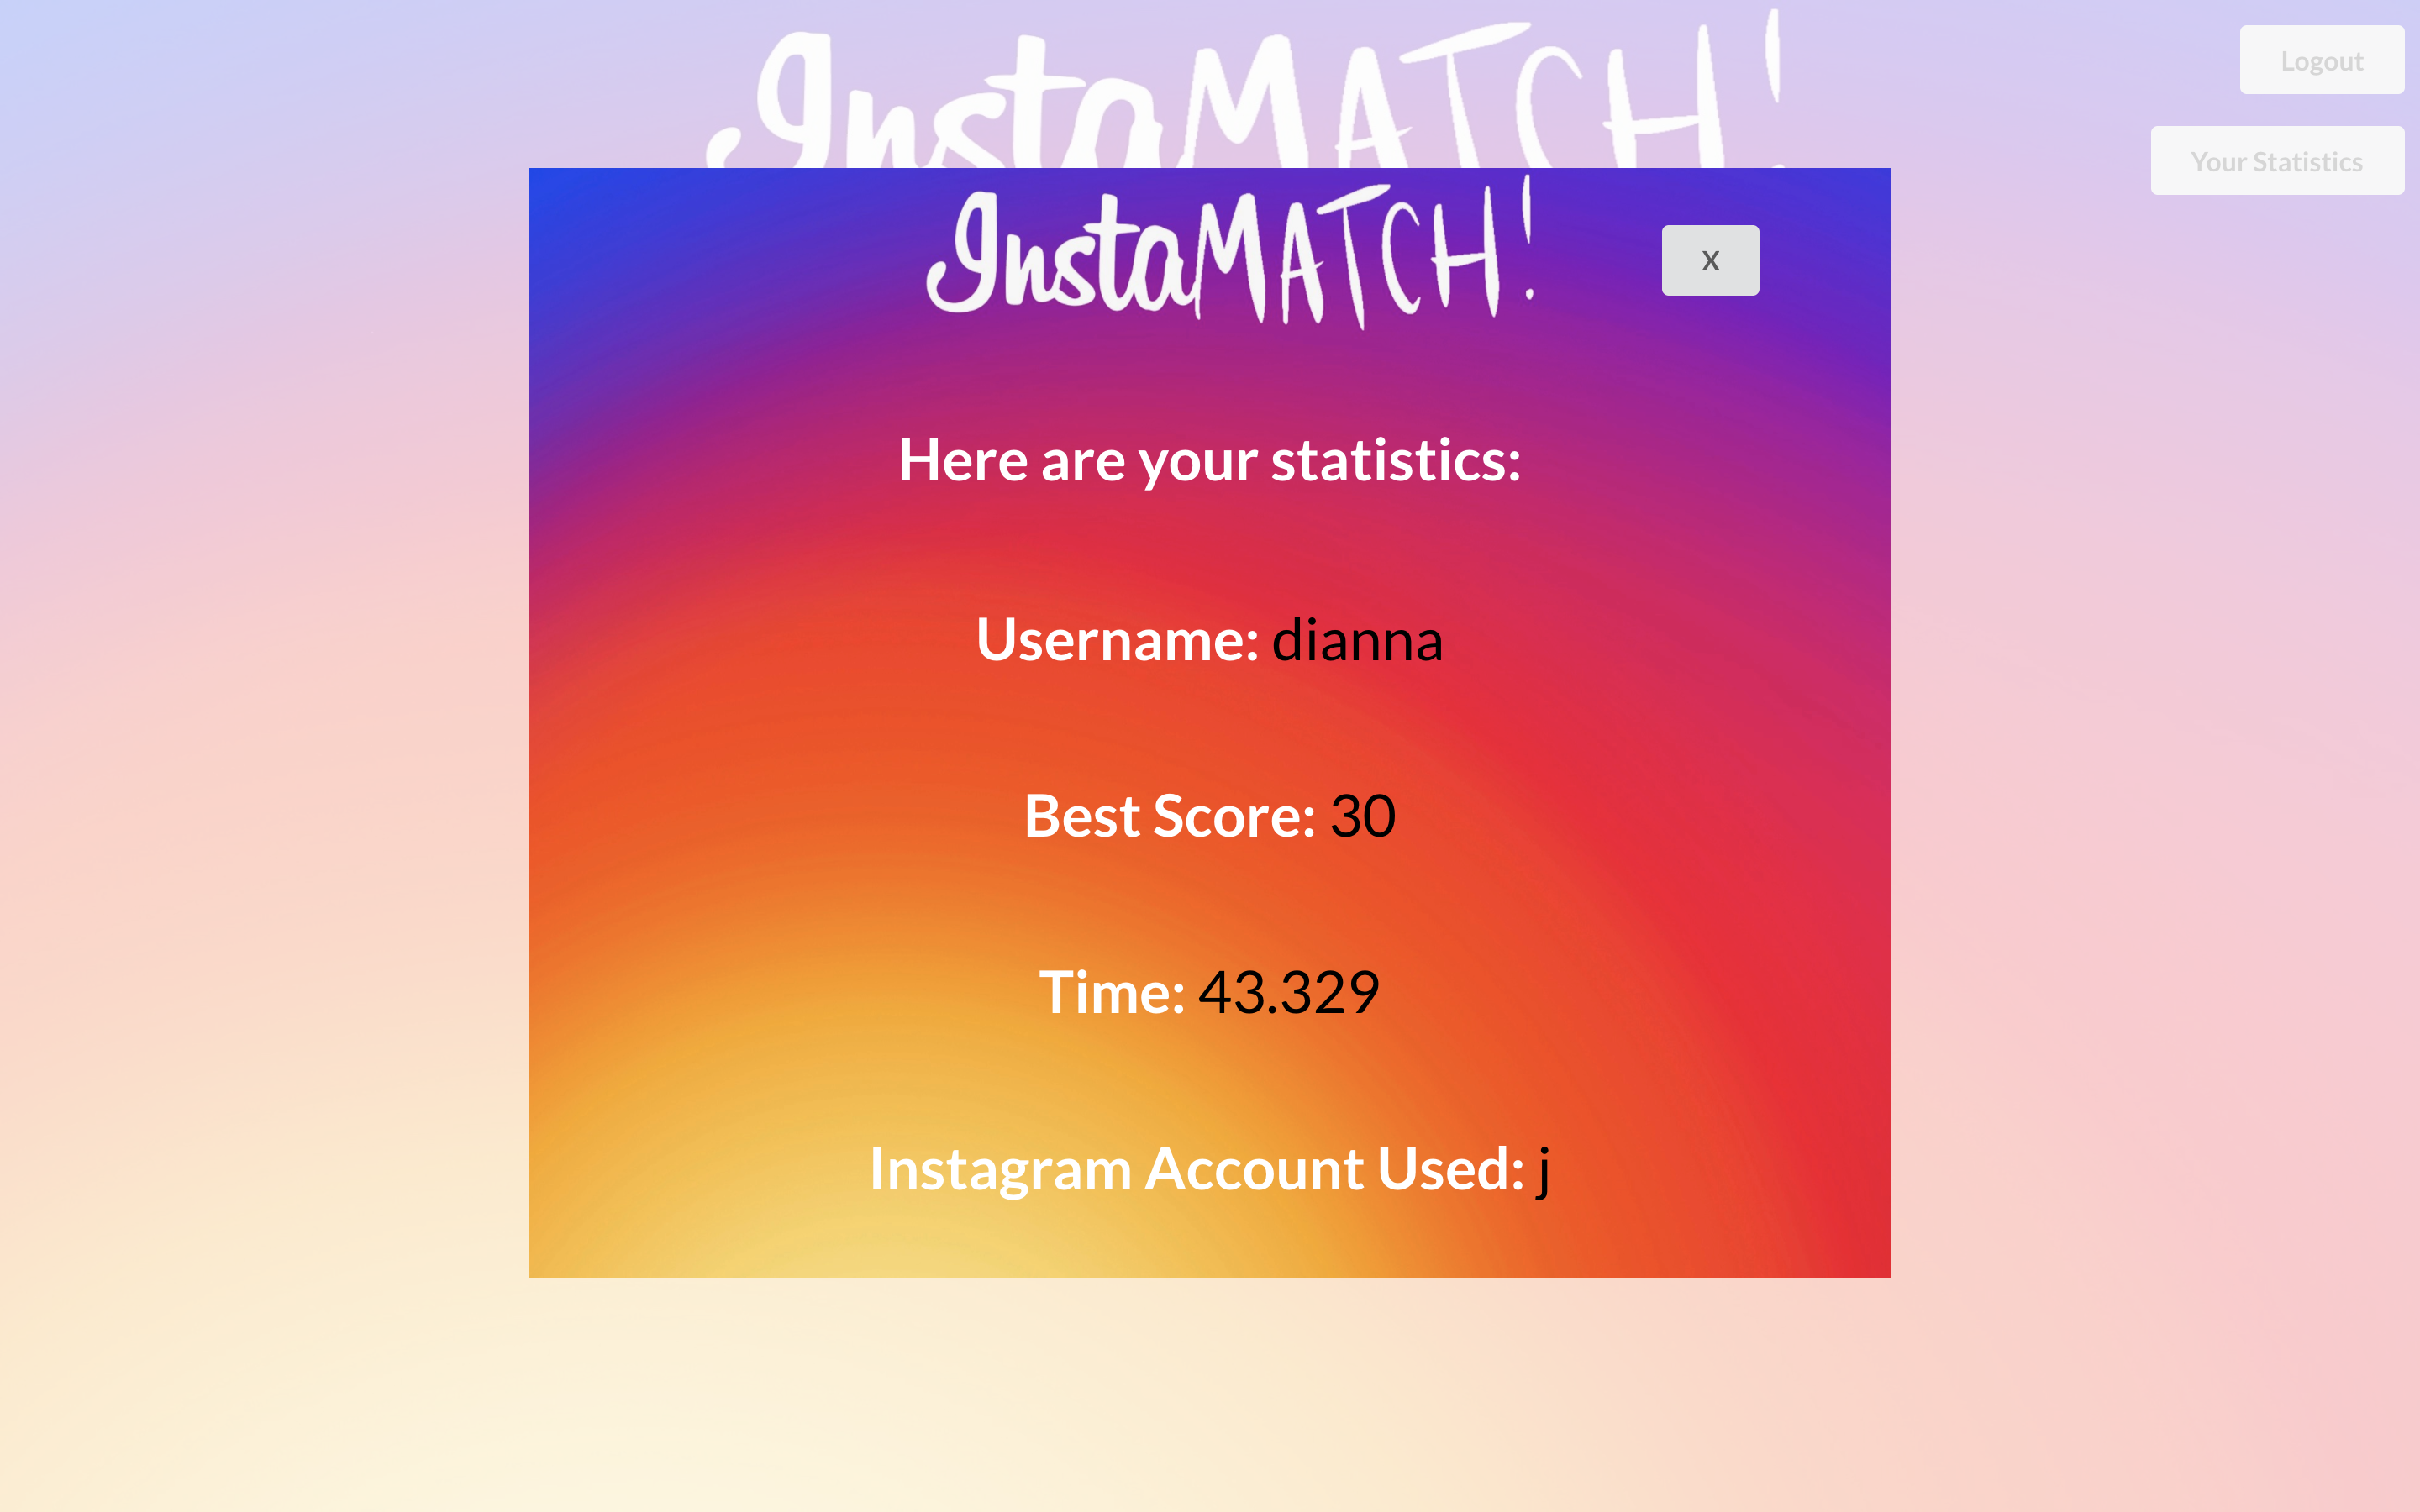 InstaMATCH!
Logout
Your Statistics
InstaMATCH!
X
Here are your statistics:
Username: dianna
Best Score: 30
Time: 43.329
Instagram Account Used: j